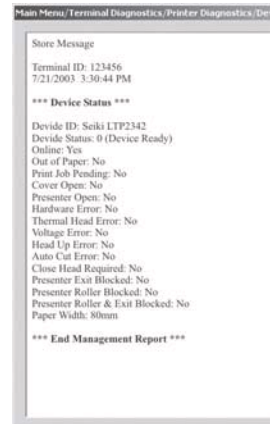 Main Menu/Terminal Diagnostics/Printer Diagnostics/De
Store Message
Terminal ID: 123456
7/21/2003 3:30:44 PM
*** Device Status ***
Devide ID: Seiki LTP2342
Devide Status: 0 (Device Ready)
Online: Yes
Out of Paper: No
Print Job Pending: No
Cover Open: No
Presenter Open: No
Hardware Error: No
Thermal Head Error: No
Voltage Error: No
Head Up Error: No
Auto Cut Error: No
Close Head Required: No
Presenter Exit Blocked: No
Presenter Roller Blocked: No
Presenter Roller & Exit Blocked: No
Paper Width: 80mm
*** End Management Report ***